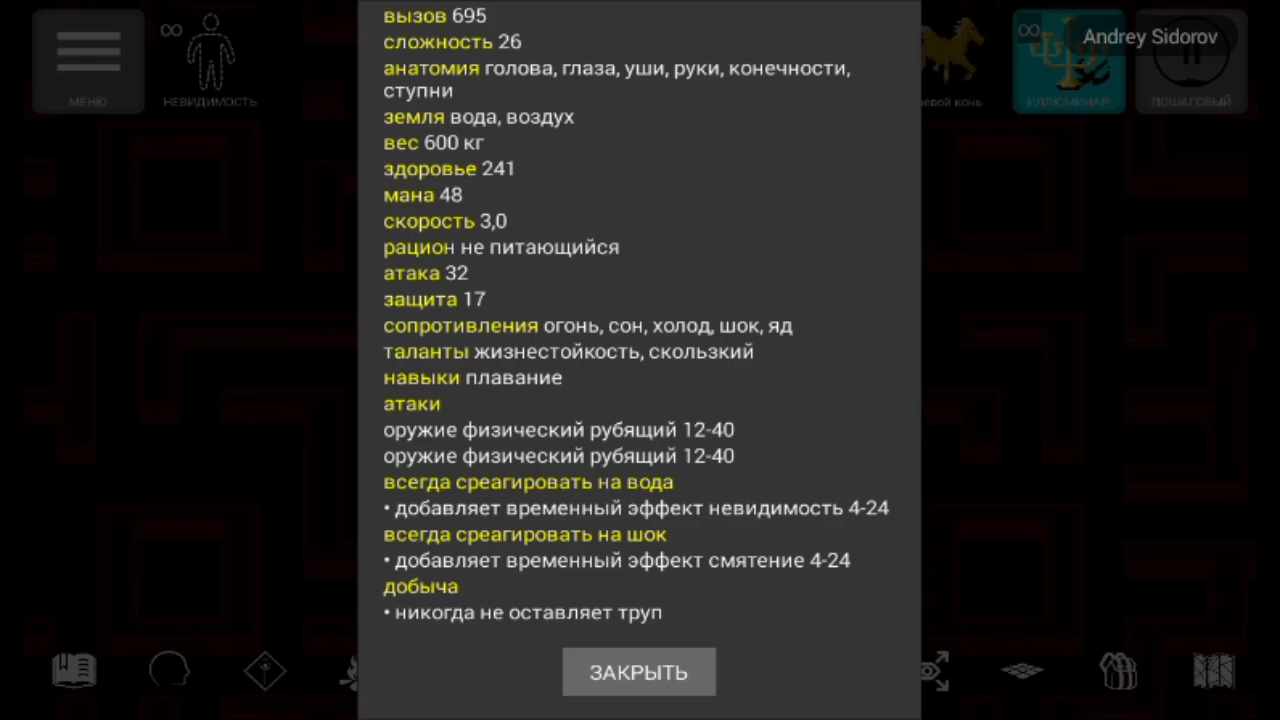 вызов 695
сложность 26
анатомия голова, глаза, уши, руки, конечности,
ступни
земля вода, воздух
вес 600 кг
здоровье 241
мана 48
скорость 3,0
рацион не питающийся
атака 32
защита 17
сопротивления огонь, сон, холод, шок, яд
таланты жизнестойкость, скользкий
навыки плавание
атаки
оружие физический рубящий 12-40
оружие физический рубящий 12-40
всегда среагировать на вода
• добавляет временный эффект невидимость 4-24
всегда среагировать на шок
• добавляет временный эффект смятение 4-24
добыча
• никогда не оставляет труп
ЗАКРЫТЬ
МЕНЮ
∞
НЕВИДИМОСТЬ
евой конь
∞
ИЛЛЮМИНАР
Andrey Sidorov
ПОШАГОВЫЙ